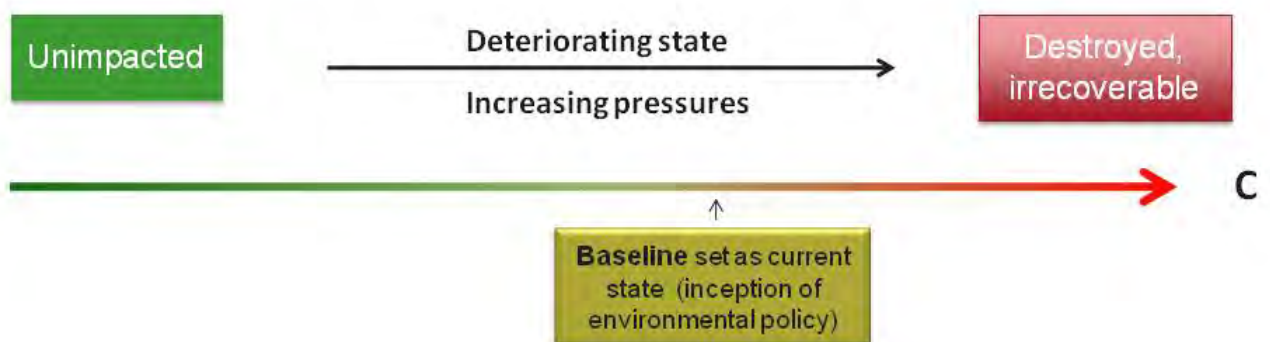 Unimpacted
Deteriorating state
Increasing pressures
Destroyed,
irrecoverable
C
Baseline set as current
state (inception of
environmental policy)